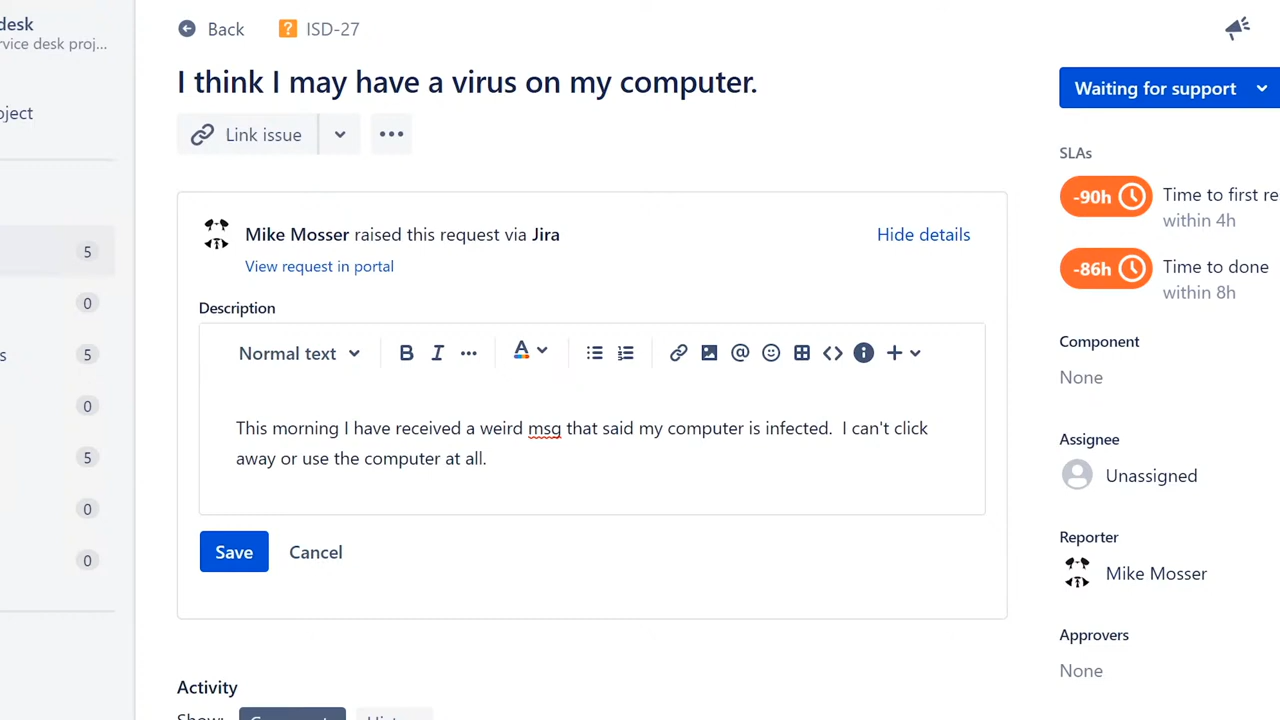 desk
rvice desk proj...
oject
5
0
s
5
0
5
0
0
Back
ISD-27
I think I may have a virus on my computer.
Link issue
Mike Mosser raised this request via Jira
Hide details
View request in portal
Description
Normal text
B I A
This morning I have received a weird msg that said my computer is infected. I can't click
away or use the computer at all.
Save Cancel
Activity
Show:
Waiting for support
SLAs
-90h Time to first re
within 4h
-86h Time to done
within 8h
Component
None
Assignee
Unassigned
Reporter
Mike Mosser
Approvers
None